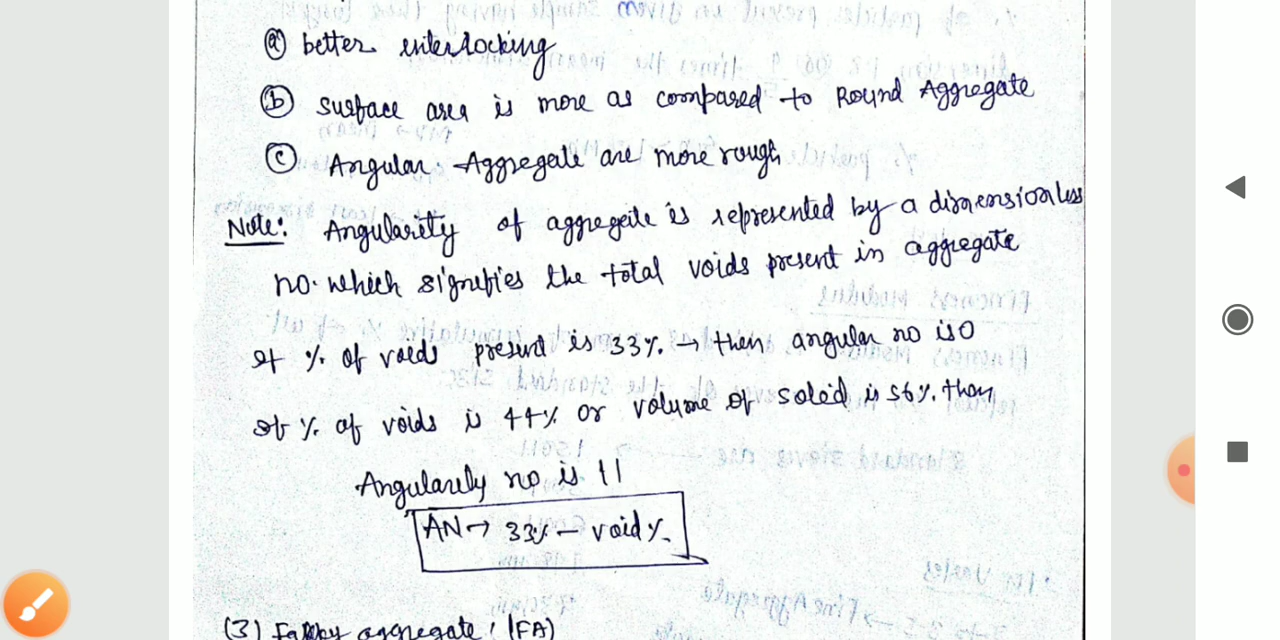 (a) better interlocking
(b) surface area is more as compared to Round Aggregate
(c) Angular Aggregate are more rough
Note: Angularity of aggregate is represented by a dimensionless
no. which signifies the total voids present in aggregate
If % of voids present is 33% → then angular no is 0
If % of voids is 44% or volume of solid is 56% then
Angularity no is 11
AN → 33% - void %.
(3) aggregate : (FA)